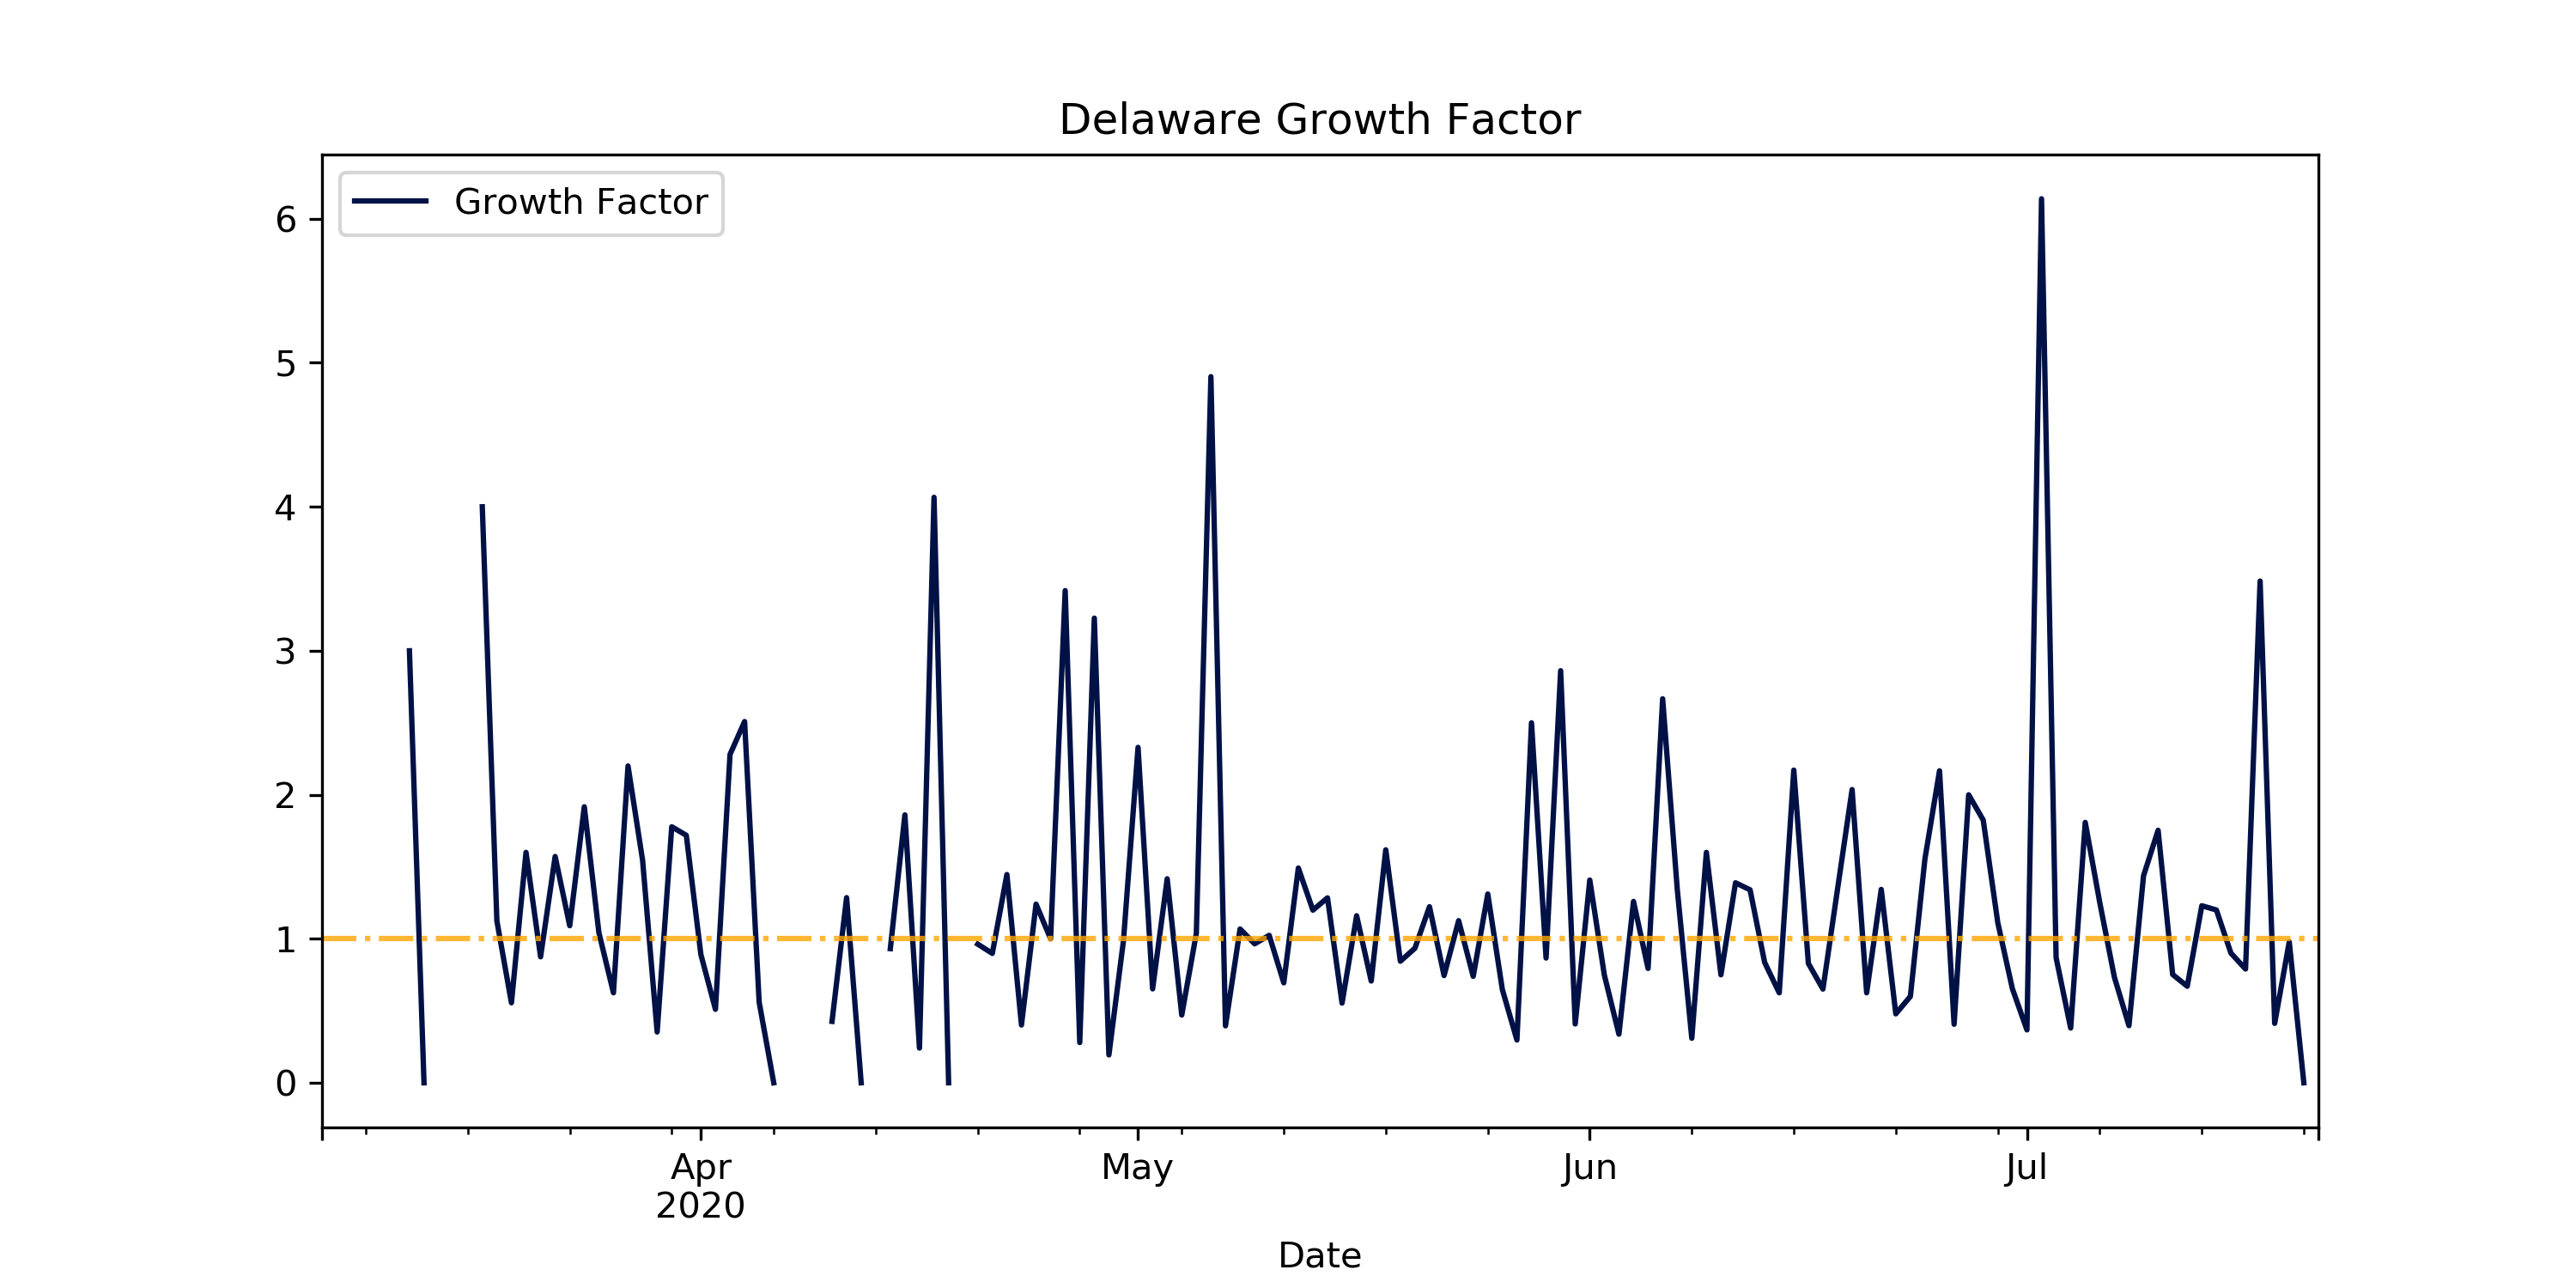 Delaware Growth Factor
Growth Factor
6
5
4
3
2
1
0
Apr
2020
May
Jun
Jul
Date